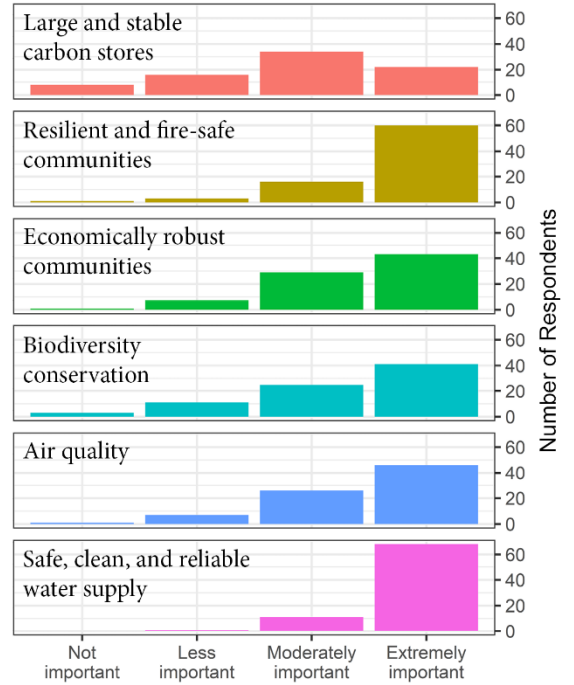 Large and stable
carbon stores
60
40
20
0
Resilient and fire-safe
communities
60
40
20
0
Economically robust
communities
60
40
20
0
Biodiversity
conservation
60
40
20
0
Air quality
60
40
20
0
Safe, clean, and reliable
water supply
60
40
20
0
Number of Respondents
Not
important
Less
important
Moderately
important
Extremely
important